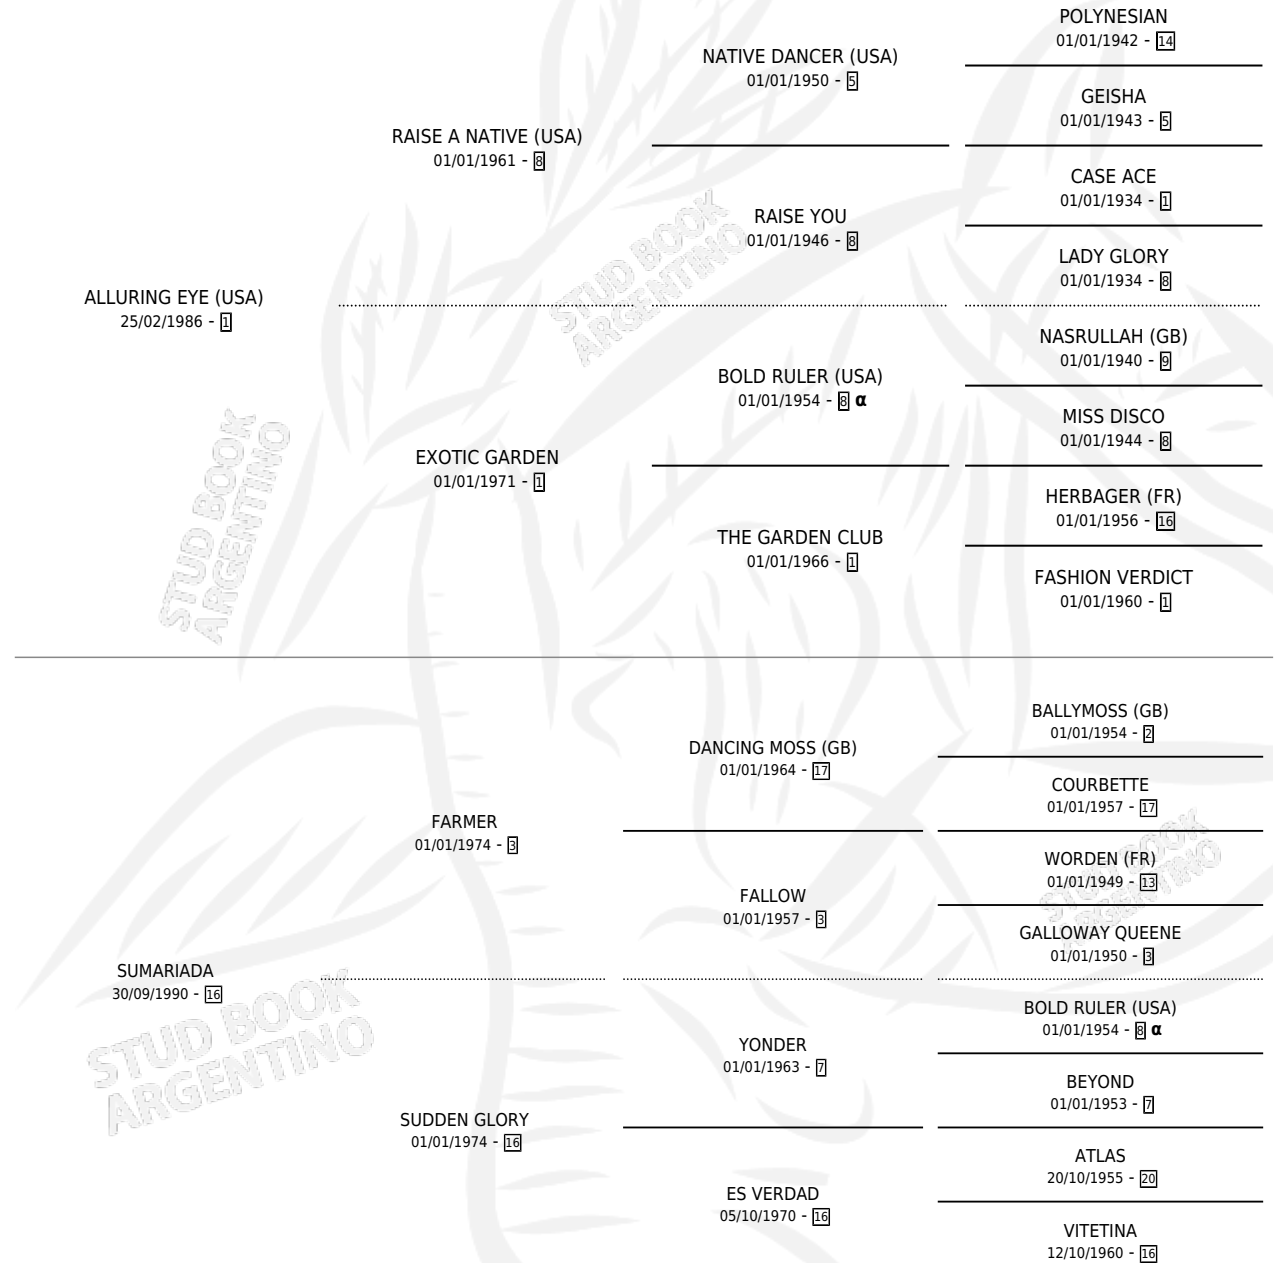 POLYNESIAN
01/01/1942 - 14
NATIVE DANCER (USA)
01/01/1950 - 5
GEISHA
01/01/1943 - 5
RAISE A NATIVE (USA)
01/01/1961 - 8
CASE ACE
01/01/1934 - 1
RAISE YOU
01/01/1946 - 8
LADY GLORY
01/01/1934 - 8
ALLURING EYE (USA)
25/02/1986 - 1
NASRULLAH (GB)
01/01/1940 - 9
BOLD RULER (USA)
01/01/1954 - 8 α
MISS DISCO
01/01/1944 - 8
EXOTIC GARDEN
01/01/1971 - 1
HERBAGER (FR)
01/01/1956 - 16
THE GARDEN CLUB
01/01/1966 - 1
FASHION VERDICT
01/01/1960 - 1
STUD BOOK
ARGENTINO
STUD BOOK
ARGENTINO
BALLYMOSS (GB)
01/01/1954 - 2
DANCING MOSS (GB)
01/01/1964 - 17
COURBETTE
01/01/1957 - 17
FARMER
01/01/1974 - 3
WORDEN (FR)
01/01/1949 - 13
FALLOW
01/01/1957 - 3
GALLOWAY QUEENE
01/01/1950 - 3
SUMARIADA
30/09/1990 - 16
BOLD RULER (USA)
01/01/1954 - 8 α
YONDER
01/01/1963 - 7
BEYOND
01/01/1953 - 7
SUDDEN GLORY
01/01/1974 - 16
ATLAS
20/10/1955 - 20
ES VERDAD
05/10/1970 - 16
VITETINA
12/10/1960 - 16
STUD BOOK
ARGENTINO
STUD BOOK
ARGENTINO